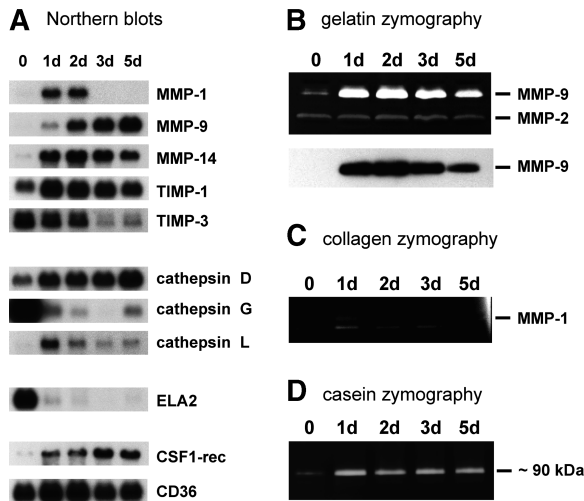 A Northern blots
0 1d 2d 3d 5d
MMP-1
MMP-9
MMP-14
TIMP-1
TIMP-3
cathepsin D
cathepsin G
cathepsin L
ELA2
CSF1-rec
CD36
B gelatin zymography
0 1d 2d 3d 5d
MMP-9
MMP-2
MMP-9
C collagen zymography
0 1d 2d 3d 5d
MMP-1
D casein zymography
0 1d 2d 3d 5d
~ 90 kDa